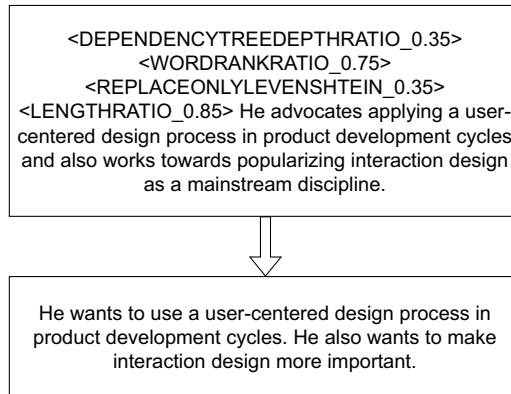 <DEPENDENCYTREEDEPTHRATIO_0.35>
<WORDRANKRATIO_0.75>
<REPLACEONLYLEVENSHTEIN_0.35>
<LENGTHRATIO_0.85> He advocates applying a user-
centered design process in product development cycles
and also works towards popularizing interaction design
as a mainstream discipline.
He wants to use a user-centered design process in
product development cycles. He also wants to make
interaction design more important.